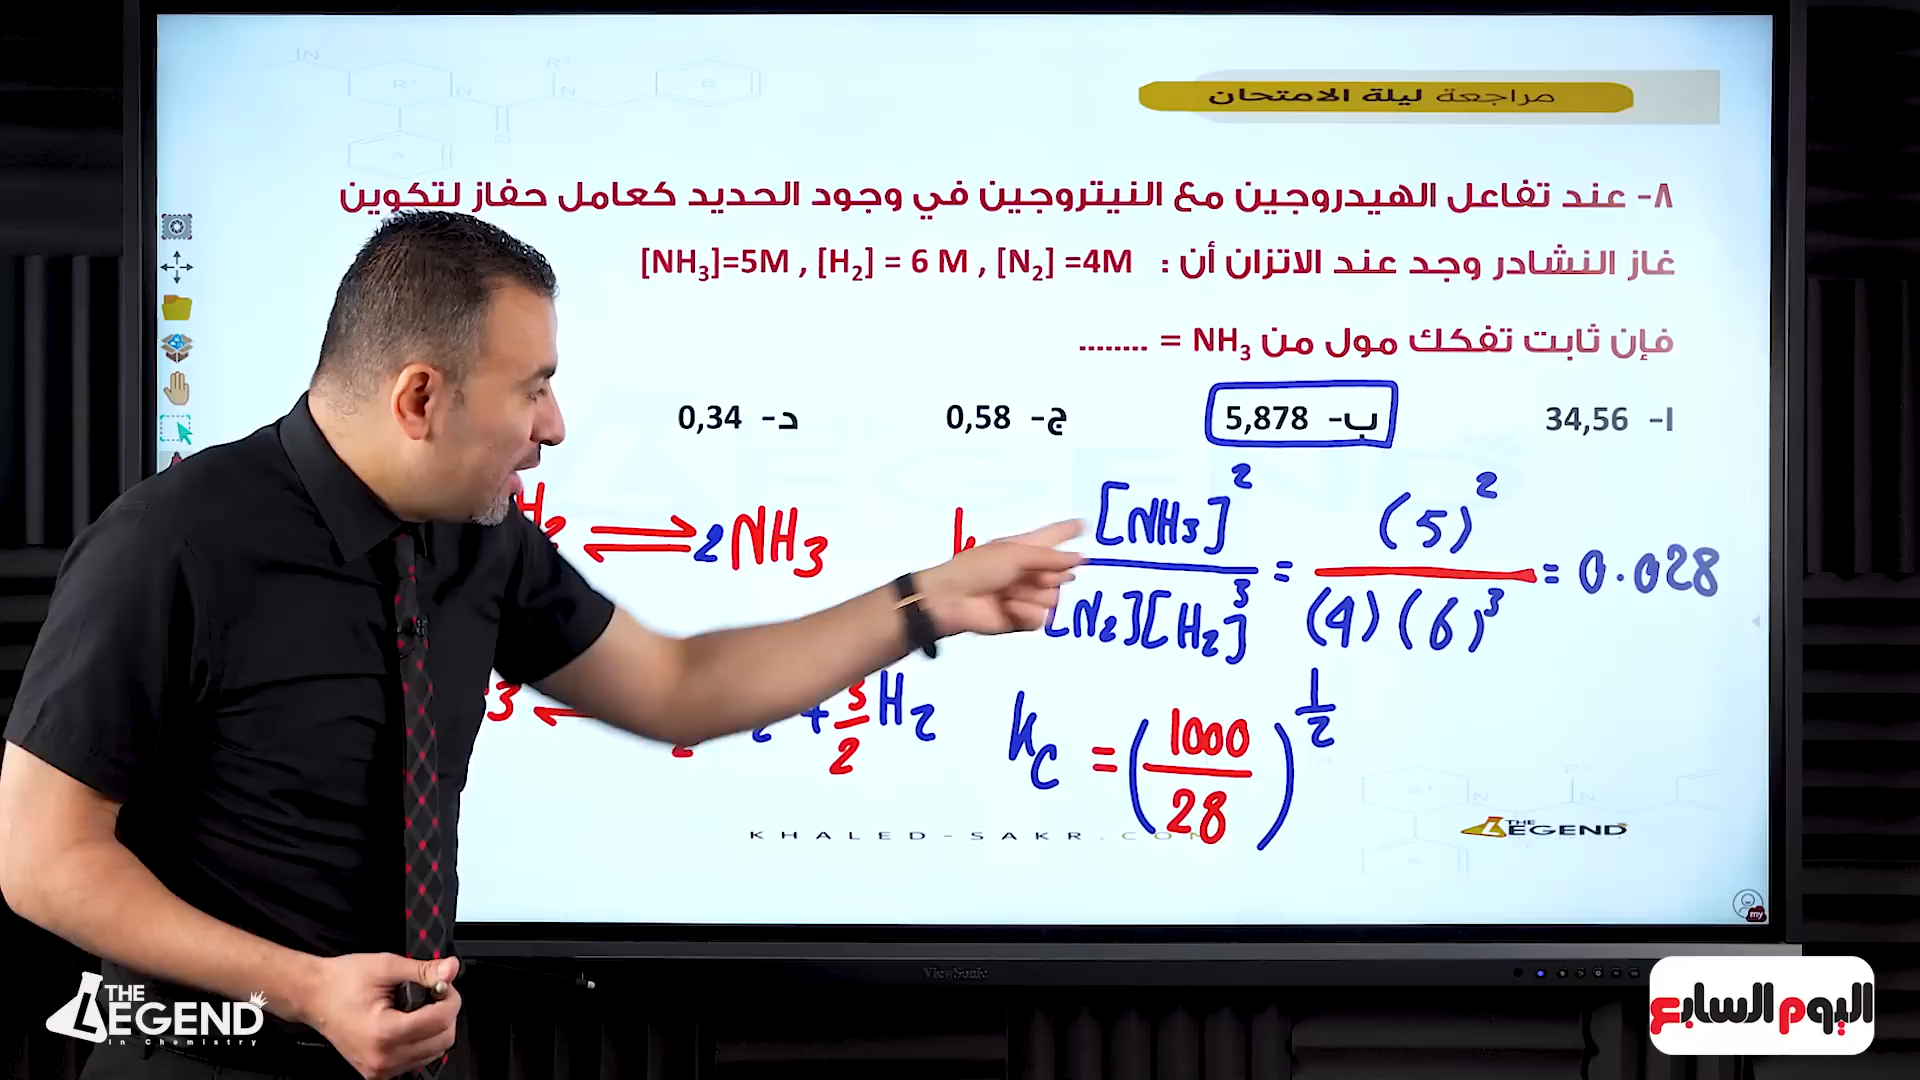 مراجعة ليلة الامتحان
٨- عند تفاعل الهيدروجين مع النيتروجين في وجود الحديد كعامل حفاز لتكوين
غاز النشادر وجد عند الاتزان أن : [NH₃]=5M , [H₂] = 6 M , [N₂] =4M
فإن ثابت تفكك مول من NH₃ = ........
ا- 34,56 ب- 5,878 ج- 0,58 د- 0,34
H₂ ⇌ 2NH₃
[NH₃]² / [N₂][H₂]³ = (5)² / (4)(6)³ = 0.028
+ 3/2 H₂
kc = (1000/28)^1/2
KHALED-SAKR.COM
THE LEGEND
ViewSonic
THE LEGEND
In Chemistry
اليوم السابع